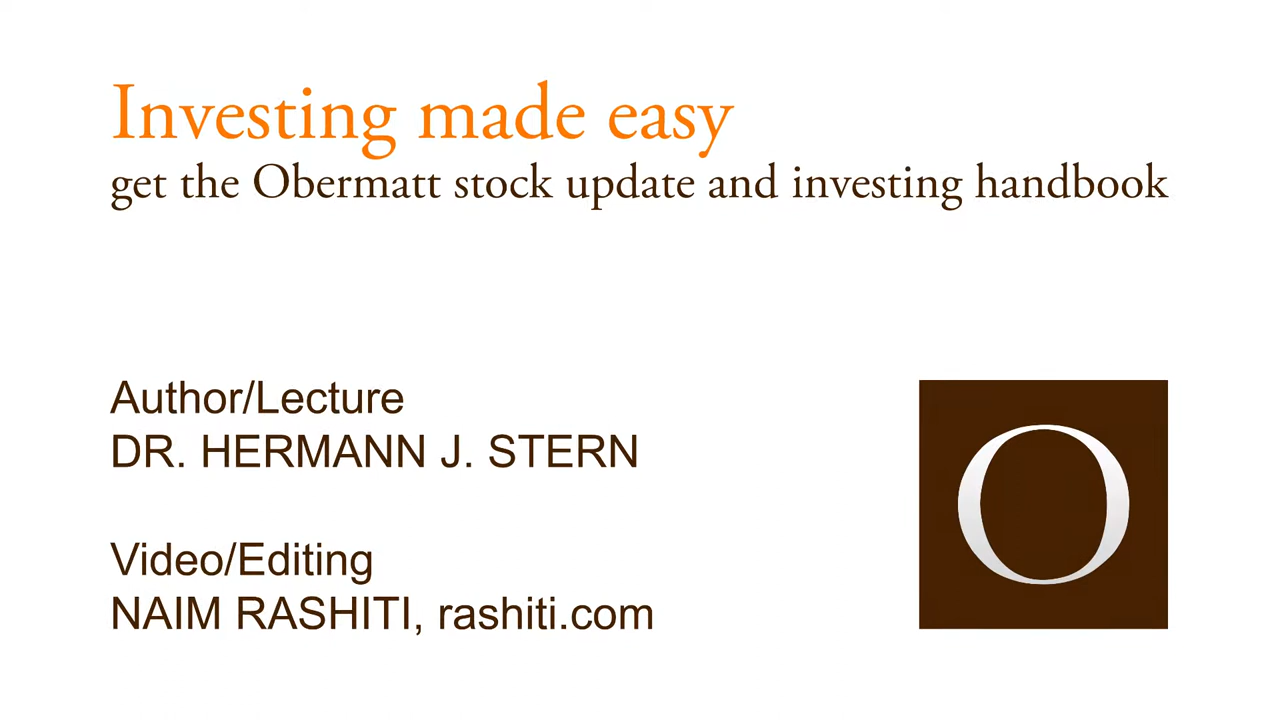 Investing made easy
get the Obermatt stock update and investing handbook
Author/Lecture
DR. HERMANN J. STERN
O
Video/Editing
NAIM RASHITI, rashiti.com